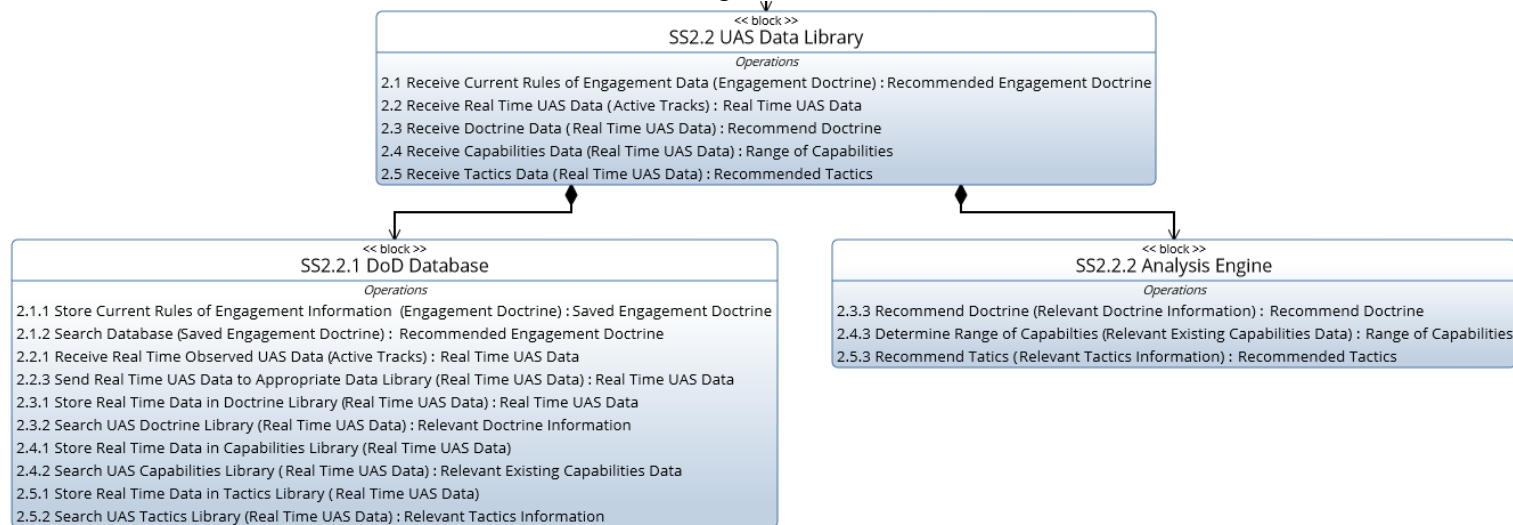 << block >>
SS2.2 UAS Data Library
Operations
2.1 Receive Current Rules of Engagement Data (Engagement Doctrine) : Recommended Engagement Doctrine
2.2 Receive Real Time UAS Data (Active Tracks) : Real Time UAS Data
2.3 Receive Doctrine Data (Real Time UAS Data) : Recommend Doctrine
2.4 Receive Capabilities Data (Real Time UAS Data) : Range of Capabilities
2.5 Receive Tactics Data (Real Time UAS Data) : Recommended Tactics
<< block >>
SS2.2.1 DoD Database
Operations
2.1.1 Store Current Rules of Engagement Information (Engagement Doctrine) : Saved Engagement Doctrine
2.1.2 Search Database (Saved Engagement Doctrine) : Recommended Engagement Doctrine
2.2.1 Receive Real Time Observed UAS Data (Active Tracks) : Real Time UAS Data
2.2.3 Send Real Time UAS Data to Appropriate Data Library (Real Time UAS Data) : Real Time UAS Data
2.3.1 Store Real Time Data in Doctrine Library (Real Time UAS Data) : Real Time UAS Data
2.3.2 Search UAS Doctrine Library (Real Time UAS Data) : Relevant Doctrine Information
2.4.1 Store Real Time Data in Capabilities Library (Real Time UAS Data)
2.4.2 Search UAS Capabilities Library ( Real Time UAS Data) : Relevant Existing Capabilities Data
2.5.1 Store Real Time Data in Tactics Library ( Real Time UAS Data)
2.5.2 Search UAS Tactics Library (Real Time UAS Data) : Relevant Tactics Information
<< block >>
SS2.2.2 Analysis Engine
Operations
2.3.3 Recommend Doctrine (Relevant Doctrine Information) : Recommend Doctrine
2.4.3 Determine Range of Capabilties (Relevant Existing Capabilities Data) : Range of Capabilities
2.5.3 Recommend Tatics ( Relevant Tactics Information) : Recommended Tactics